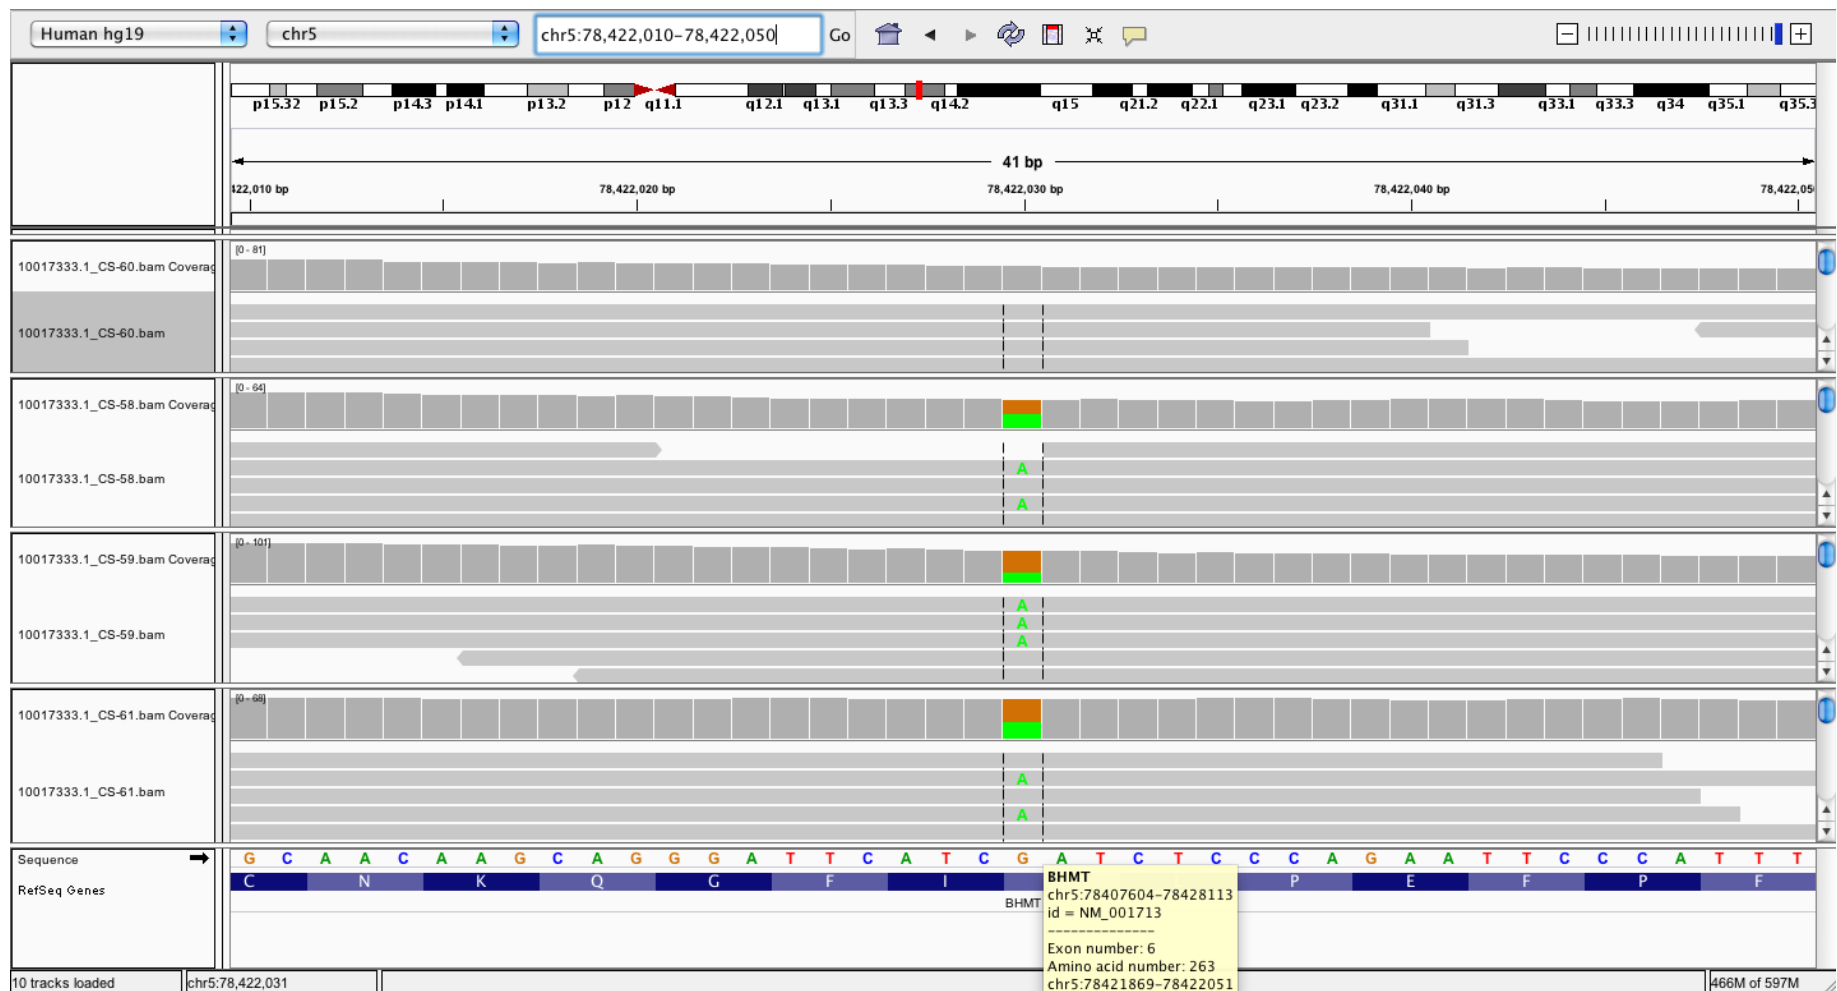 Human hg19 chr5 chr5:78,422,010-78,422,050 Go
p15.32 p15.2 p14.3 p14.1 p13.2 p12 q11.1 q12.1 q13.1 q13.3 q14.2 q15 q21.2 q22.1 q23.1 q23.2 q31.1 q31.3 q33.1 q33.3 q34 q35.1 q35.3
41 bp
422,010 bp 78,422,020 bp 78,422,030 bp 78,422,040 bp 78,422,05
[0 - 81]
10017333.1_CS-60.bam Coverag
10017333.1_CS-60.bam
[0 - 64]
10017333.1_CS-58.bam Coverag
A
10017333.1_CS-58.bam
A
[0 - 101]
10017333.1_CS-59.bam Coverag
A
A
10017333.1_CS-59.bam
A
[0 - 68]
10017333.1_CS-61.bam Coverag
A
10017333.1_CS-61.bam
A
Sequence G C A A C A A G C A G G G A T T C A T C G A T C T C C C A G A A T T C C C A T T T
RefSeq Genes C N K Q G F I P E F P F
BHMT
BHMT
chr5:78407604-78428113
id = NM_001713
--------------
Exon number: 6
Amino acid number: 263
chr5:78421869-78422051
10 tracks loaded chr5:78,422,031 466M of 597M